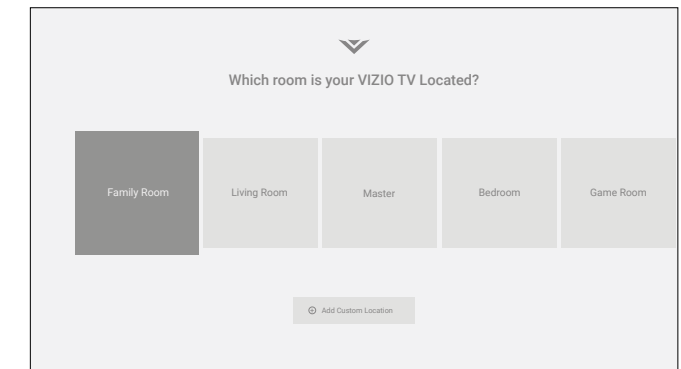 Which room is your VIZIO TV Located?
Family Room
Living Room
Master
Bedroom
Game Room
Add Custom Location